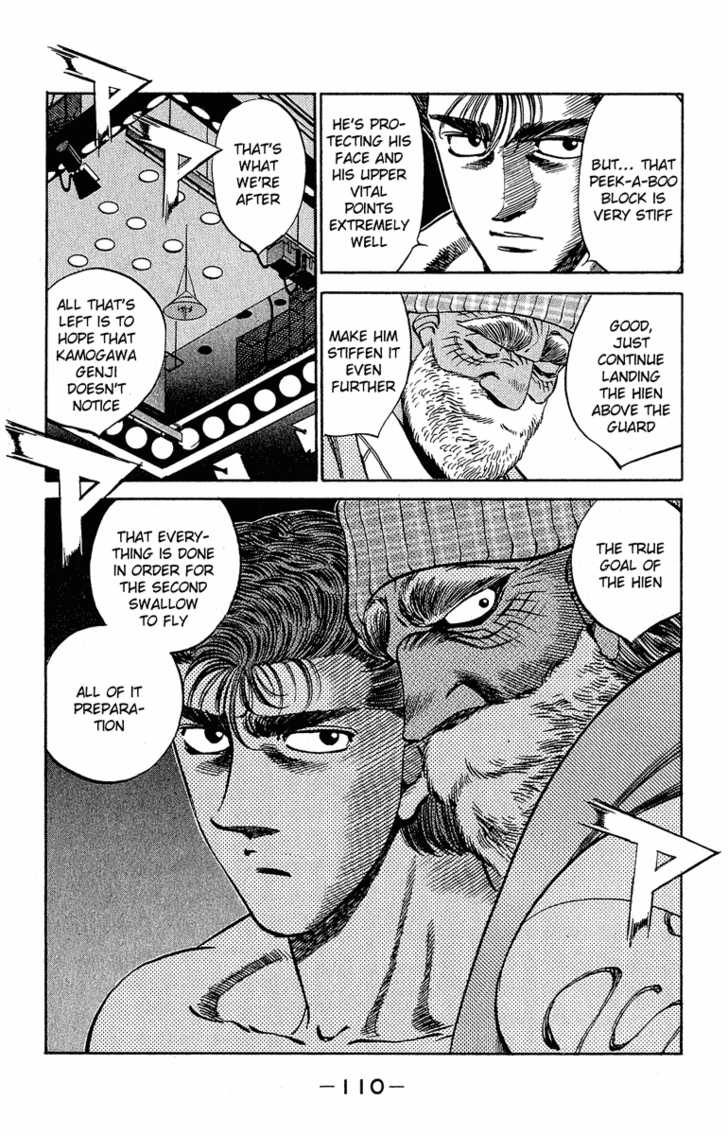 HE'S PRO-
TECTING HIS
FACE AND
HIS UPPER
VITAL
POINTS
EXTREMELY
WELL
BUT... THAT
PEEK-A-BOO
BLOCK IS
VERY STIFF
THAT'S
WHAT
WE'RE
AFTER
ALL THAT'S
LEFT IS TO
HOPE THAT
KAMOGAWA
GENJI
DOESN'T
NOTICE
GOOD,
JUST
CONTINUE
LANDING
THE HIEN
ABOVE THE
GUARD
MAKE HIM
STIFFEN IT
EVEN
FURTHER
THE TRUE
GOAL OF
THE HIEN
THAT EVERY-
THING IS DONE
IN ORDER FOR
THE SECOND
SWALLOW
TO FLY
ALL OF IT
PREPARA-
TION
P
P
P
P
-110-